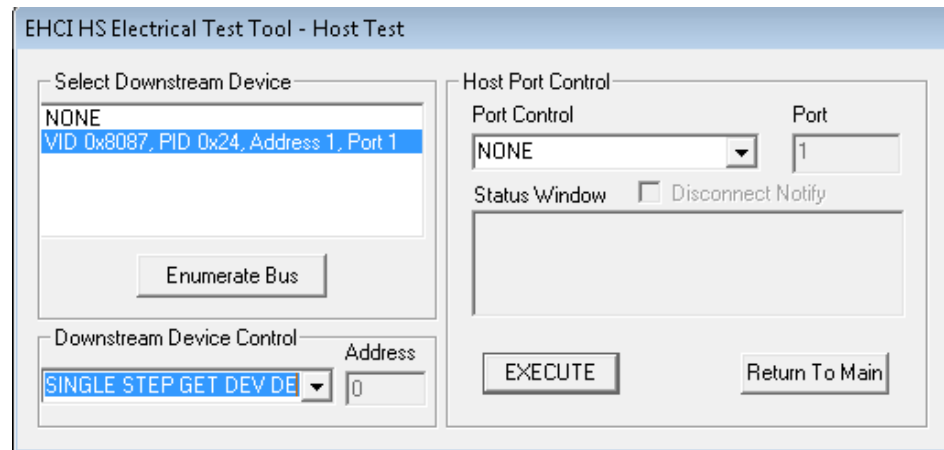 EHCI HS Electrical Test Tool - Host Test
Select Downstream Device
NONE
VID 0x8087, PID 0x24, Address 1, Port 1
Enumerate Bus
Downstream Device Control
Address
SINGLE STEP GET DEV DE
0
Host Port Control
Port Control
Port
NONE
1
Status Window
Disconnect Notify
EXECUTE
Return To Main